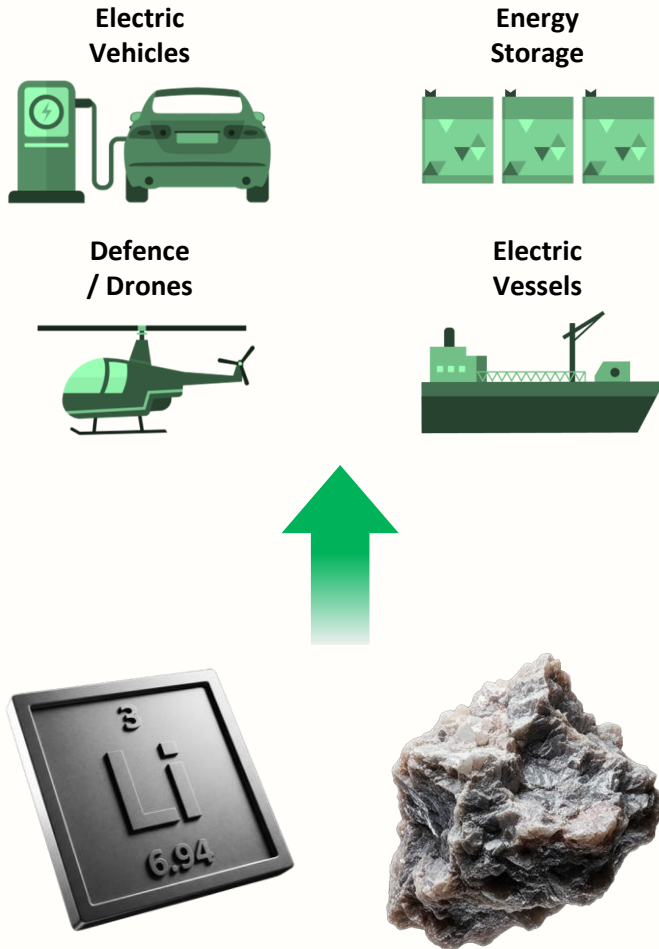 Electric
Vehicles
Energy
Storage
Defence
/ Drones
Electric
Vessels
3
Li
6.94